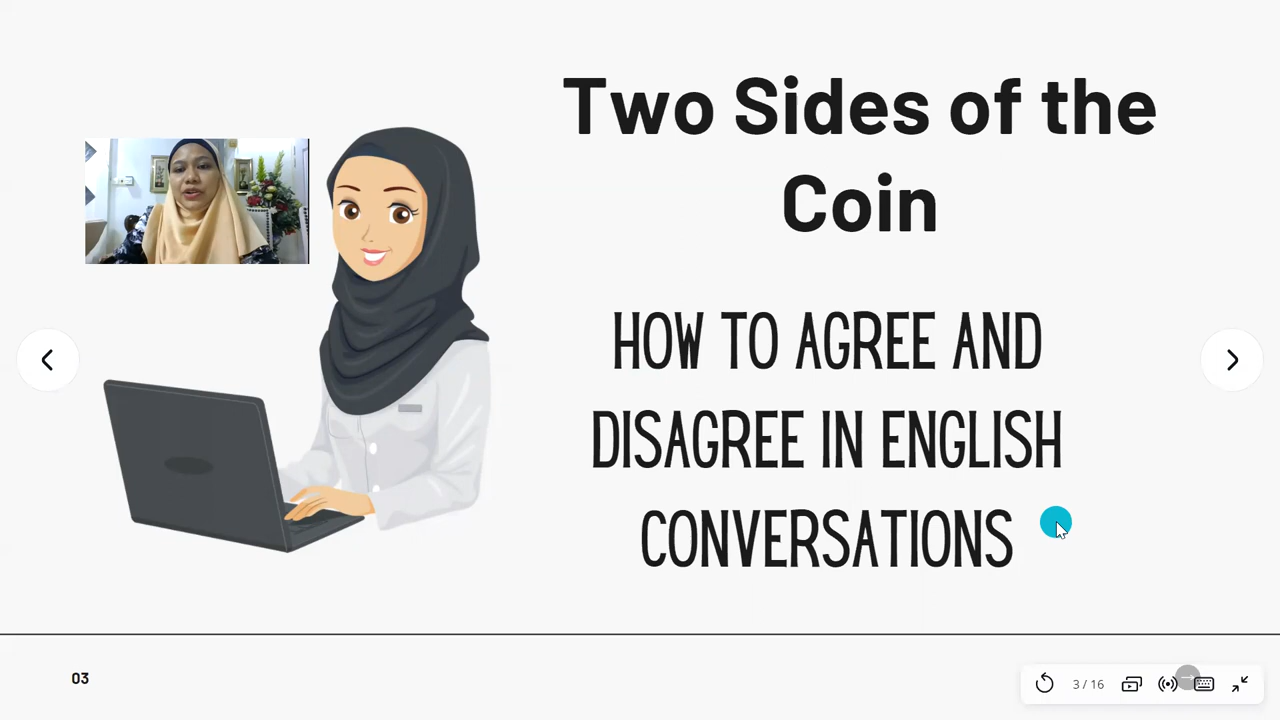 Two Sides of the
Coin
HOW TO AGREE AND
DISAGREE IN ENGLISH
CONVERSATIONS
03
3 / 16